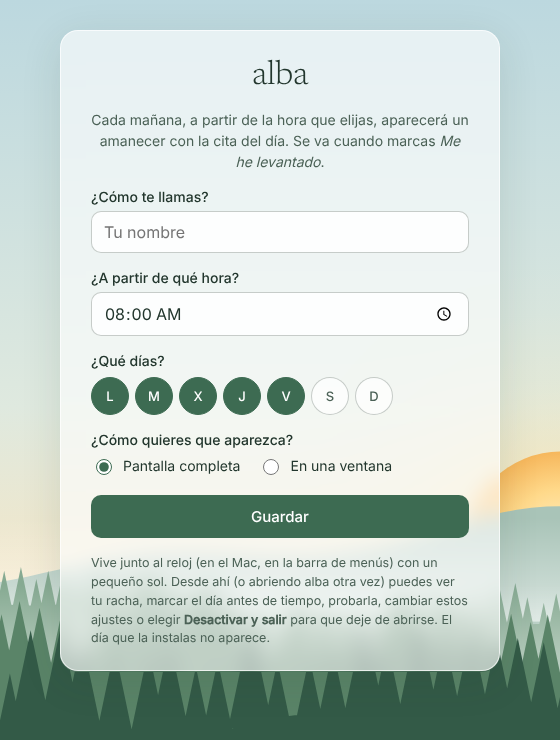 alba
Cada mañana, a partir de la hora que elijas, aparecerá un
amanecer con la cita del día. Se va cuando marcas Me
he levantado.
¿Cómo te llamas?
Tu nombre
¿A partir de qué hora?
08:00 AM
¿Qué días?
L M X J V S D
¿Cómo quieres que aparezca?
Pantalla completa En una ventana
Guardar
Vive junto al reloj (en el Mac, en la barra de menús) con un
pequeño sol. Desde ahí (o abriendo alba otra vez) puedes ver
tu racha, marcar el día antes de tiempo, probarla, cambiar estos
ajustes o elegir Desactivar y salir para que deje de abrirse. El
día que la instalas no aparece.